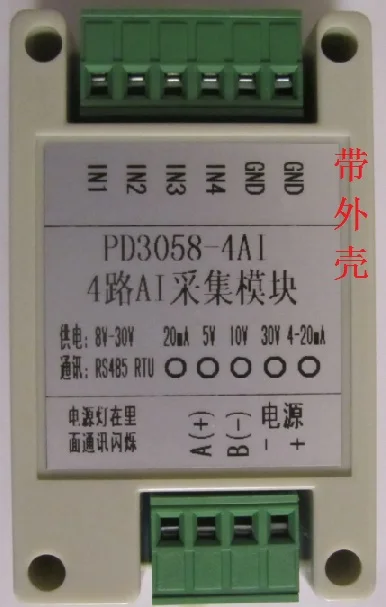 IN1 IN2 IN3 IN4 GND GND
带外壳
PD3058-4AI
4路AI采集模块
供电: 8V-30V 20mA 5V 10V 30V 4-20mA
通讯: RS485 RTU
电源灯在里
面通讯闪烁
A(+) B(-) 电源
- +